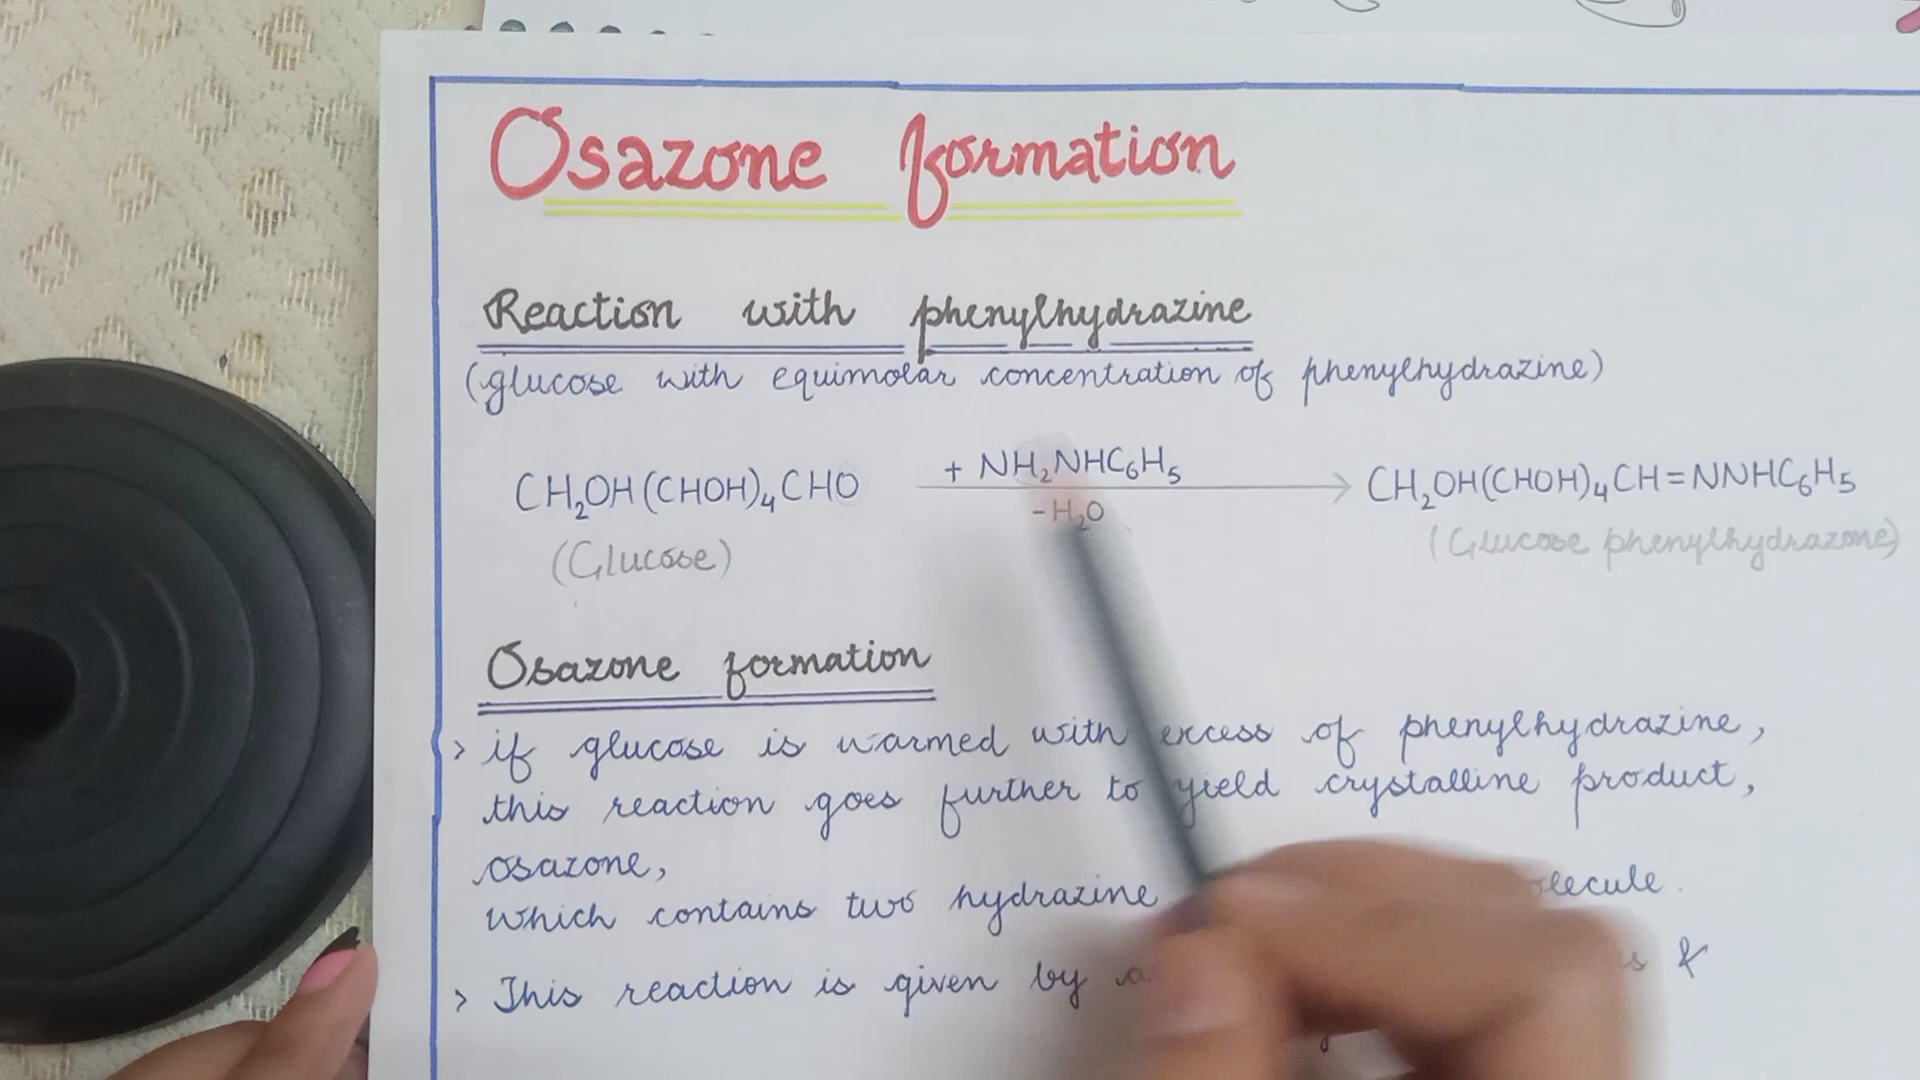 Osazone formation
Reaction with phenylhydrazine
(glucose with equimolar concentration of phenylhydrazine)
CH₂OH(CHOH)₄CHO + NH₂NHC₆H₅ → CH₂OH(CHOH)₄CH=NNHC₆H₅
-H₂O
(Glucose) (Glucose phenylhydrazone)
Osazone formation
> if glucose is warmed with excess of phenylhydrazine,
this reaction goes further to yield crystalline product,
osazone,
which contains two hydrazine
> This reaction is given by &